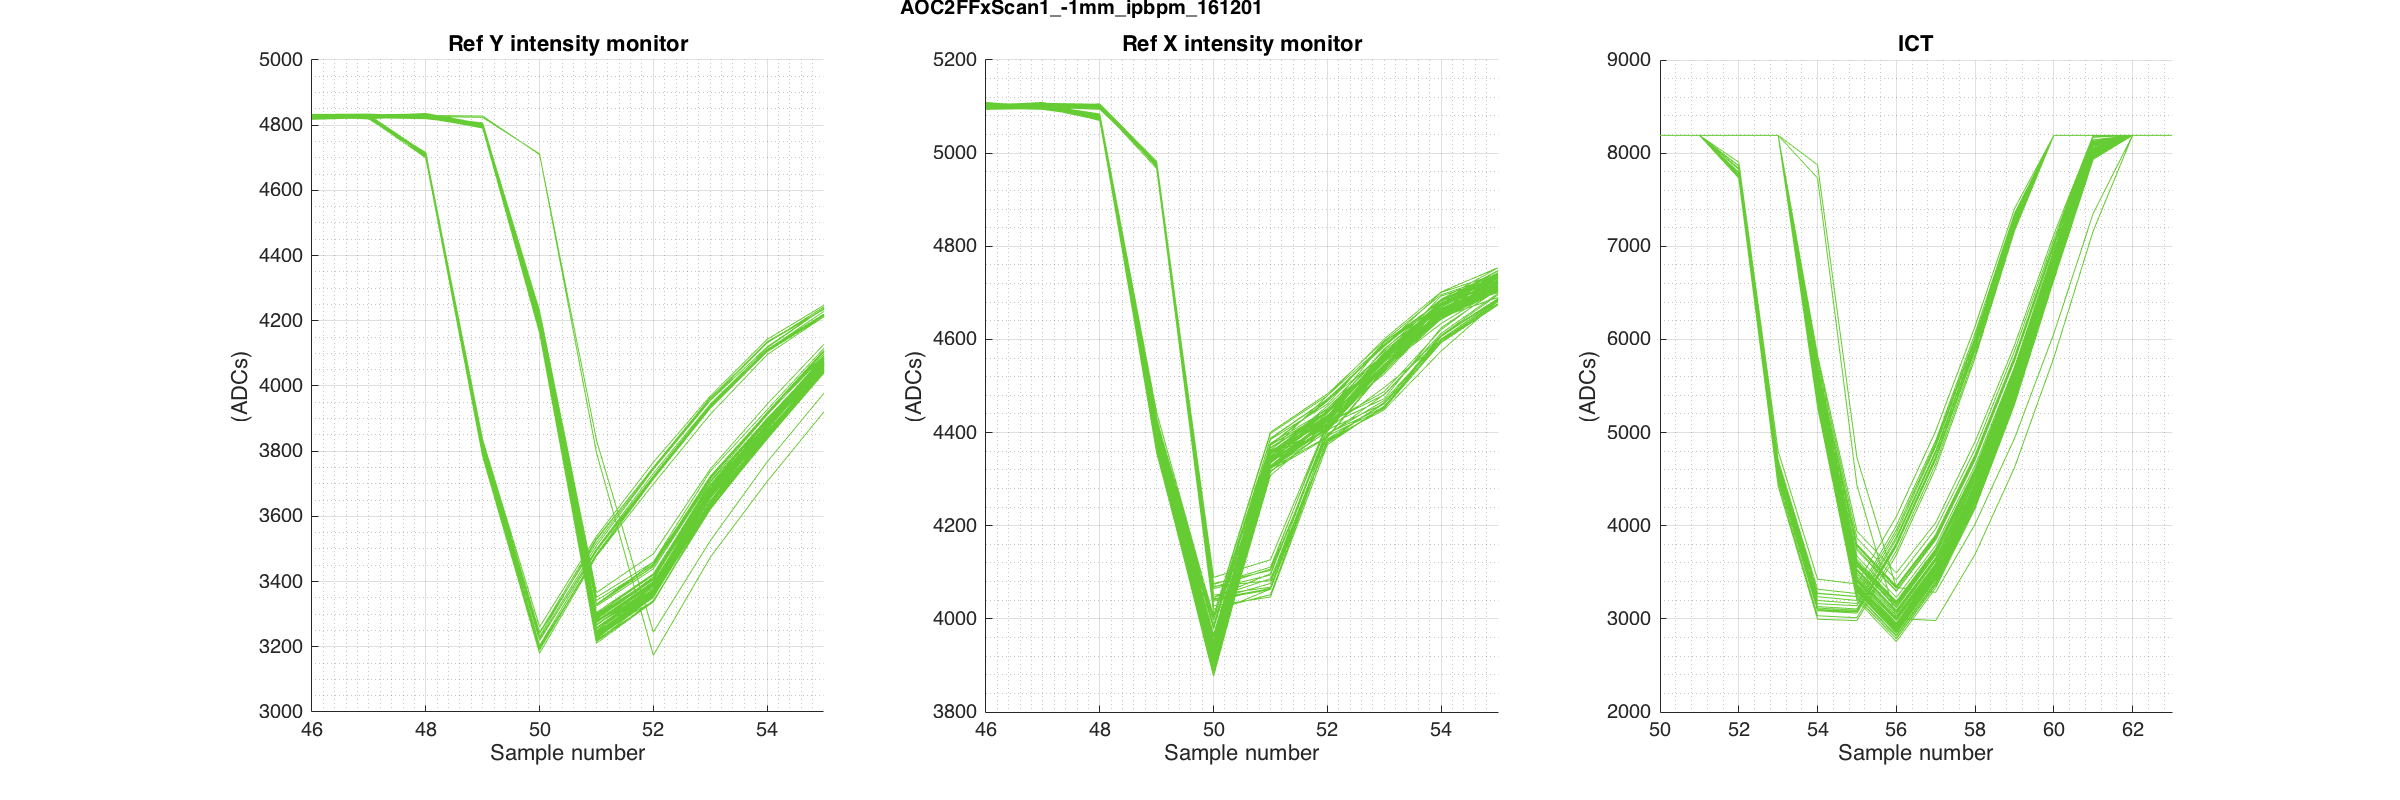 AOC2FFxScan1_-1mm_ipbpm_161201
Ref Y intensity monitor
5000
4800
4600
4400
4200
4000
3800
3600
3400
3200
3000
(ADCs)
46 48 50 52 54
Sample number
Ref X intensity monitor
5200
5000
4800
4600
4400
4200
4000
3800
(ADCs)
46 48 50 52 54
Sample number
ICT
9000
8000
7000
6000
5000
4000
3000
2000
(ADCs)
50 52 54 56 58 60 62
Sample number